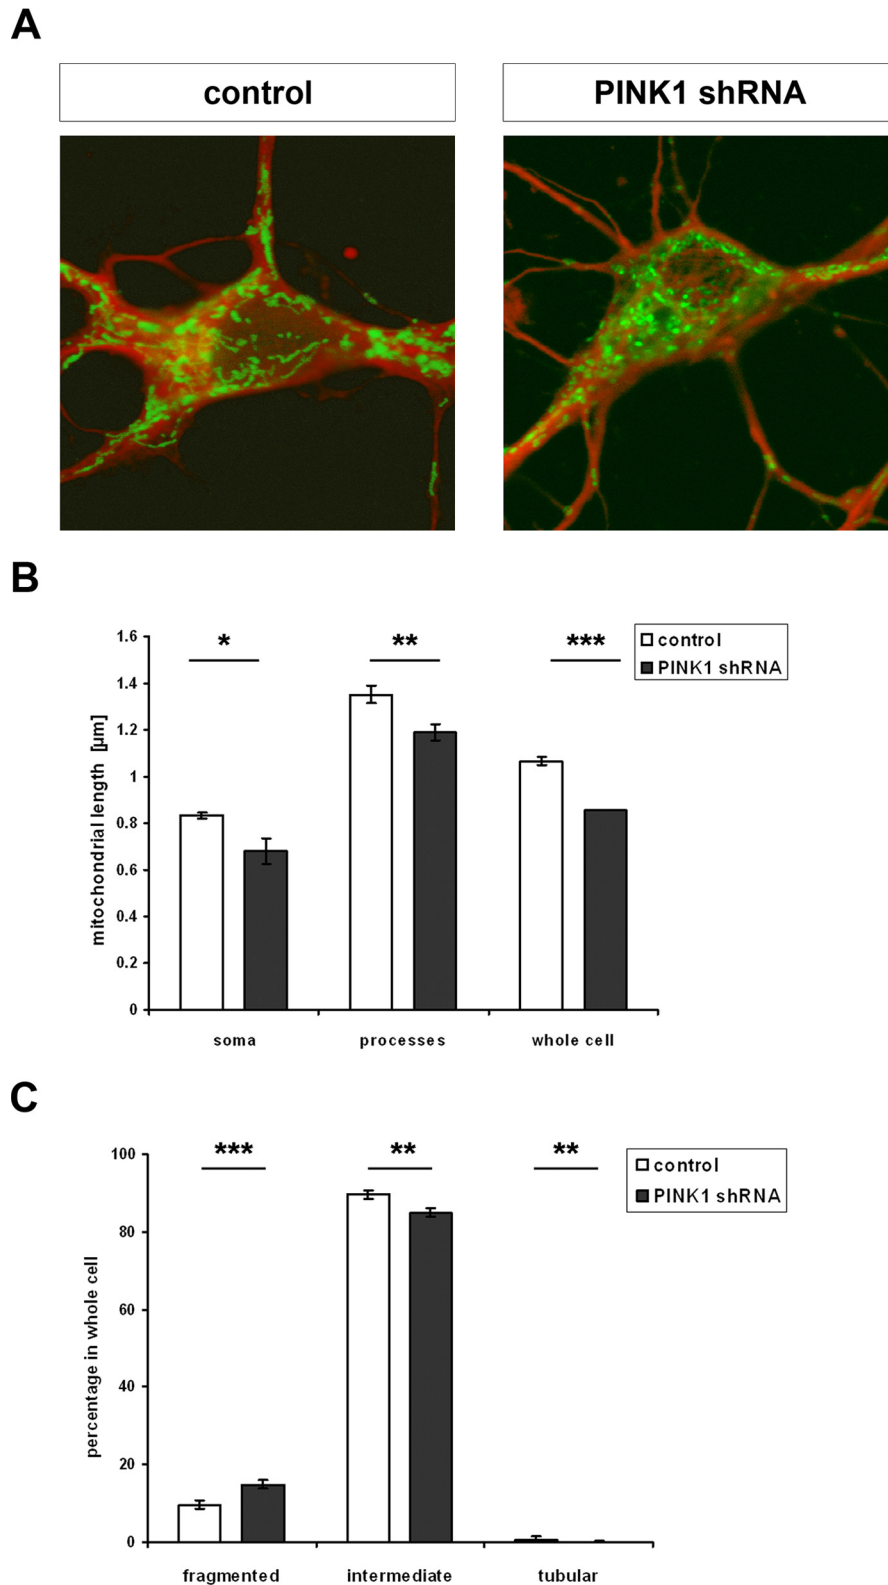 A
control
PINK1 shRNA
B
* ** ***
control
PINK1 shRNA
1.6
1.4
1.2
1
0.8
0.6
0.4
0.2
0
mitochondrial length [µm]
soma processes whole cell
C
*** ** **
control
PINK1 shRNA
100
80
60
40
20
0
percentage in whole cell
fragmented intermediate tubular